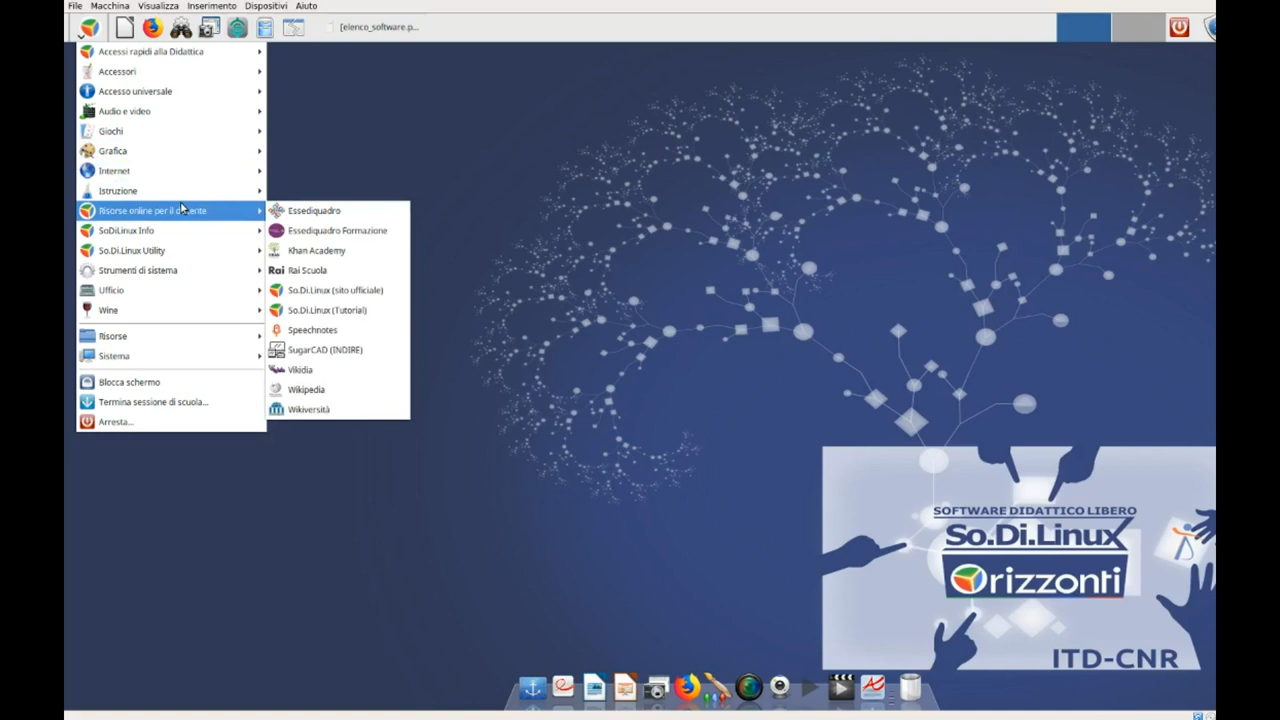 File Macchina Visualizza Inserimento Dispositivi Aiuto
[elenco_software.p...
Accessi rapidi alla Didattica
Accessori
Accesso universale
Audio e video
Giochi
Grafica
Internet
Istruzione
Risorse online per il docente
SoDiLinux Info
So.Di.Linux Utility
Strumenti di sistema
Ufficio
Wine
Risorse
Sistema
Blocca schermo
Termina sessione di scuola...
Arresta...
Essediquadro
Essediquadro Formazione
Khan Academy
Rai Rai Scuola
So.Di.Linux (sito ufficiale)
So.Di.Linux (Tutorial)
Speechnotes
SugarCAD (INDIRE)
Vikidia
Wikipedia
Wikiversità
SOFTWARE DIDATTICO LIBERO
So.Di.Linux
Orizzonti
ITD-CNR